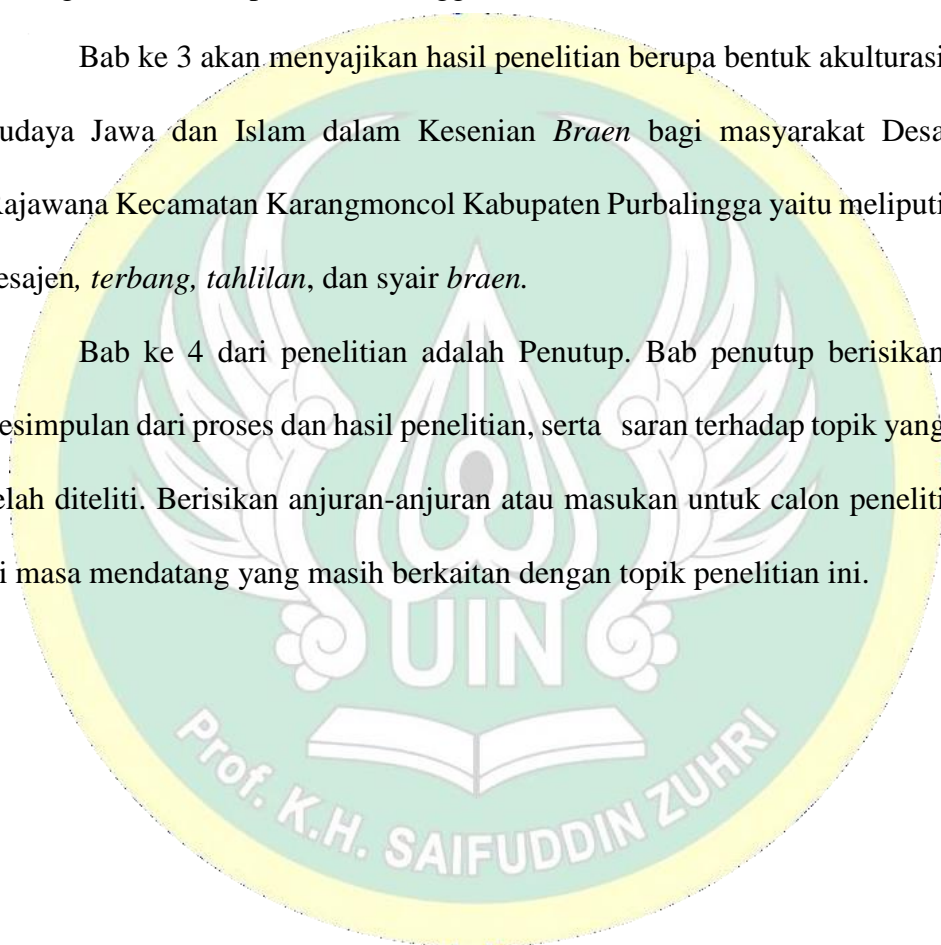 Bab ke 3 akan menyajikan hasil penelitian berupa bentuk akulturasi
udaya Jawa dan Islam dalam Kesenian Braen bagi masyarakat Desa
Rajawana Kecamatan Karangmoncol Kabupaten Purbalingga yaitu meliputi
esajen, terbang, tahlilan, dan syair braen.
Bab ke 4 dari penelitian adalah Penutup. Bab penutup berisikan
esimpulan dari proses dan hasil penelitian, serta saran terhadap topik yang
elah diteliti. Berisikan anjuran-anjuran atau masukan untuk calon peneliti
i masa mendatang yang masih berkaitan dengan topik penelitian ini.
UIN
Prof. K.H. SAIFUDDIN ZUHRI